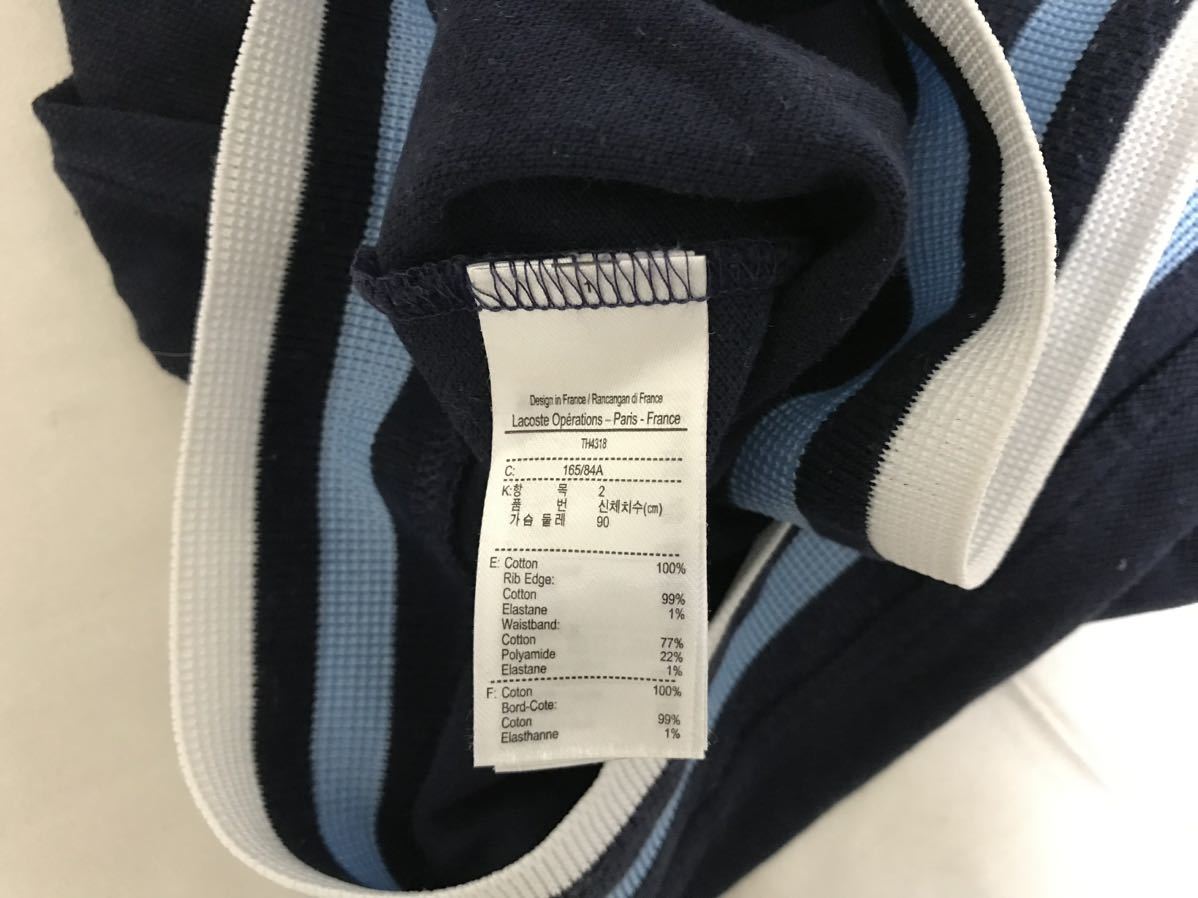 Design in France / Rancangan di France
Lacoste Opérations – Paris - France
TH4318
C: 165/84A
K:항 목 2
품 번 신체치수(cm)
가슴 둘레 90
E: Cotton 100%
Rib Edge:
Cotton 99%
Elastane 1%
Waistband:
Cotton 77%
Polyamide 22%
Elastane 1%
F: Coton 100%
Bord-Cote:
Coton 99%
Elasthanne 1%